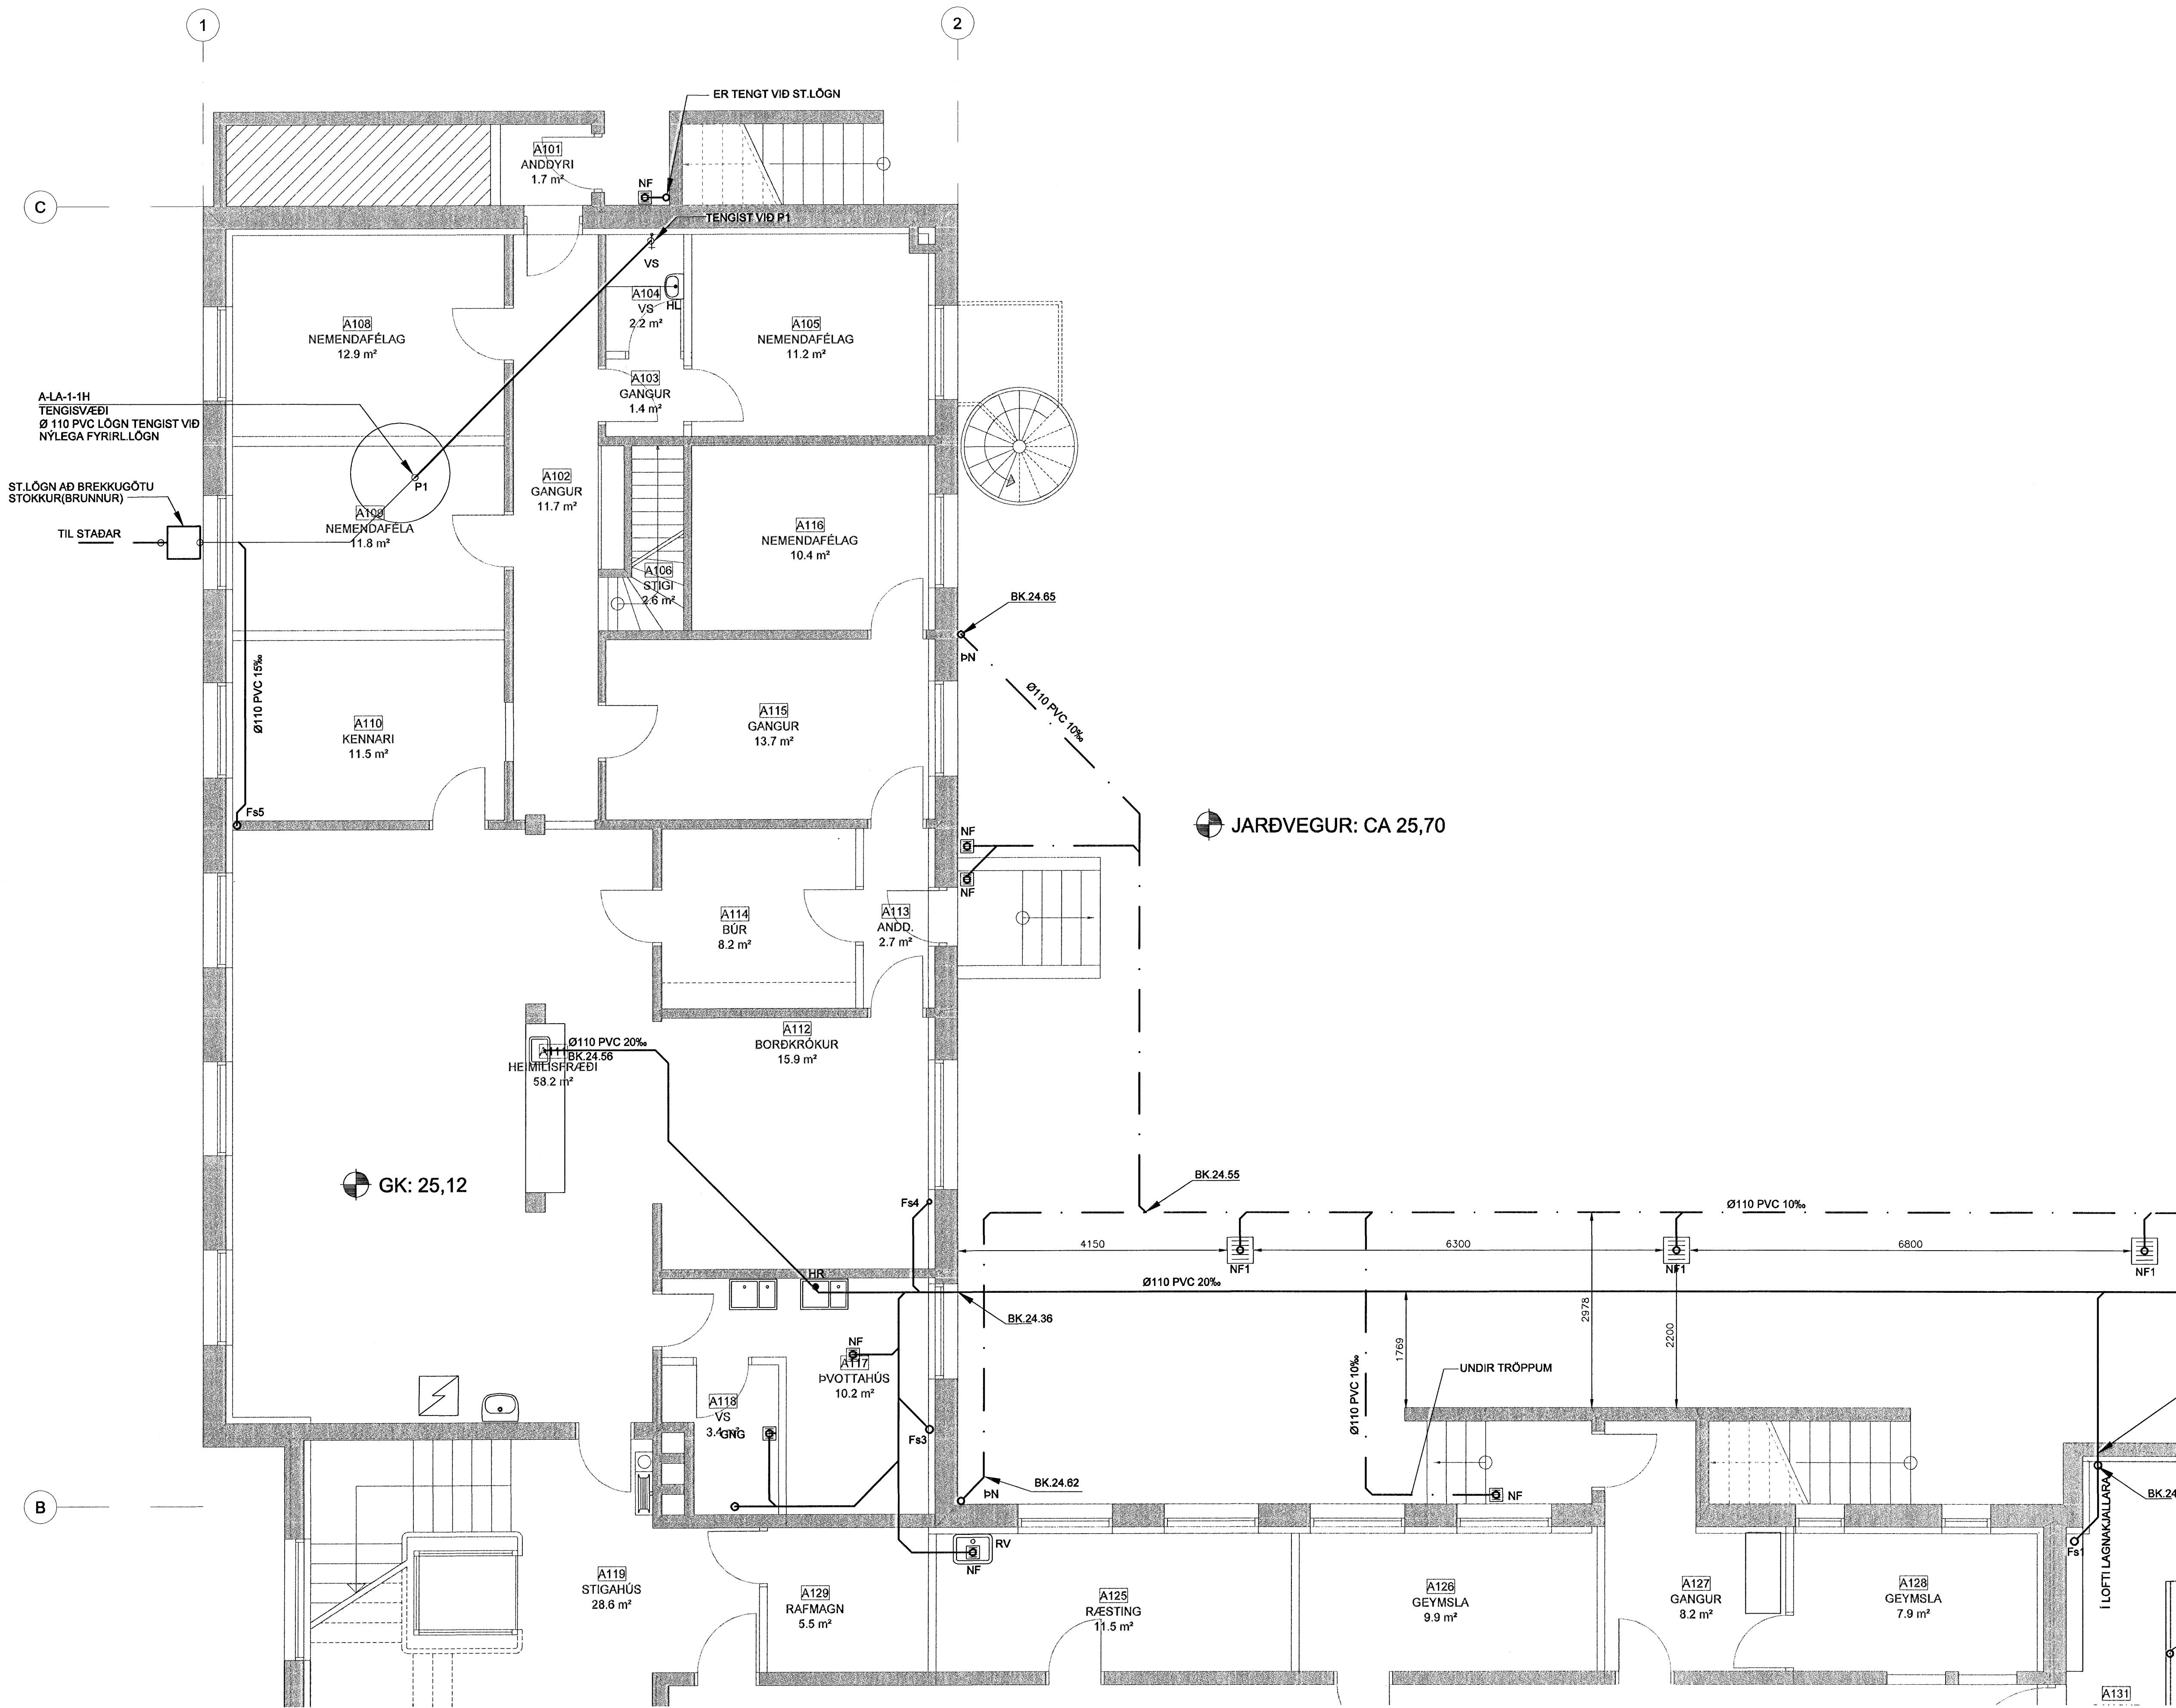 1
2
ER TENGT VIÐ ST.LÖGN
A101
ANDDYRI
1.7 m²
NF
C
TENGIST VIÐ P1
VS
A104
VS
2.2 m²
HL
A108
NEMENDAFÉLAG
12.9 m²
A105
NEMENDAFÉLAG
11.2 m²
A103
GANGUR
1.4 m²
A-LA-1-1H
TENGISVÆÐI
Ø 110 PVC LÖGN TENGIST VIÐ
NÝLEGA FYRIRL.LÖGN
P1
A102
GANGUR
11.7 m²
ST.LÖGN AÐ BREKKUGÖTU
STOKKUR(BRUNNUR)
TIL STAÐAR
A109
NEMENDAFÉLA
11.8 m²
A116
NEMENDAFÉLAG
10.4 m²
A106
STIGI
2.6 m²
BK.24.65
ÞN
Ø110 PVC 15‰
Ø110 PVC 10‰
A110
KENNARI
11.5 m²
A115
GANGUR
13.7 m²
Fs5
NF
JARÐVEGUR: CA 25,70
NF
A114
BÚR
8.2 m²
A113
ANDD.
2.7 m²
A112
BORÐKRÓKUR
15.9 m²
Ø110 PVC 20‰
A111
BK.24.56
HEIMILISFRÆÐI
58.2 m²
GK: 25,12
BK.24.55
Fs4
Ø110 PVC 10‰
4150
6300
6800
NF1
NF1
NF1
HR
Ø110 PVC 20‰
BK.24.36
1769
2978
2200
NF
A117
ÞVOTTAHÚS
10.2 m²
Ø110 PVC 10‰
UNDIR TRÖPPUM
A118
VS
3.4 m²
GNG
Fs3
B
ÞN
BK.24.62
NF
BK.24
RV
NF
Fs1
Í LOFTI LAGNAKJALLARA
A119
STIGAHÚS
28.6 m²
A129
RAFMAGN
5.5 m²
A125
RÆSTING
11.5 m²
A126
GEYMSLA
9.9 m²
A127
GANGUR
8.2 m²
A128
GEYMSLA
7.9 m²
A131